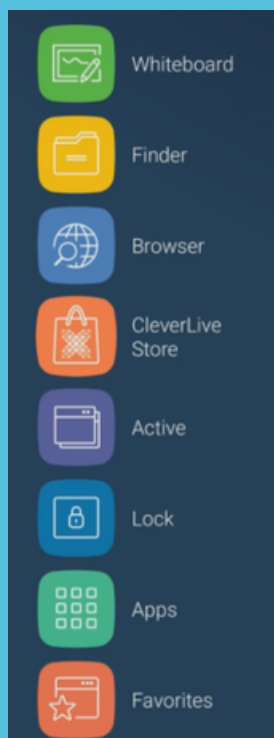 Whiteboard
Finder
Browser
CleverLive
Store
Active
Lock
Apps
Favorites